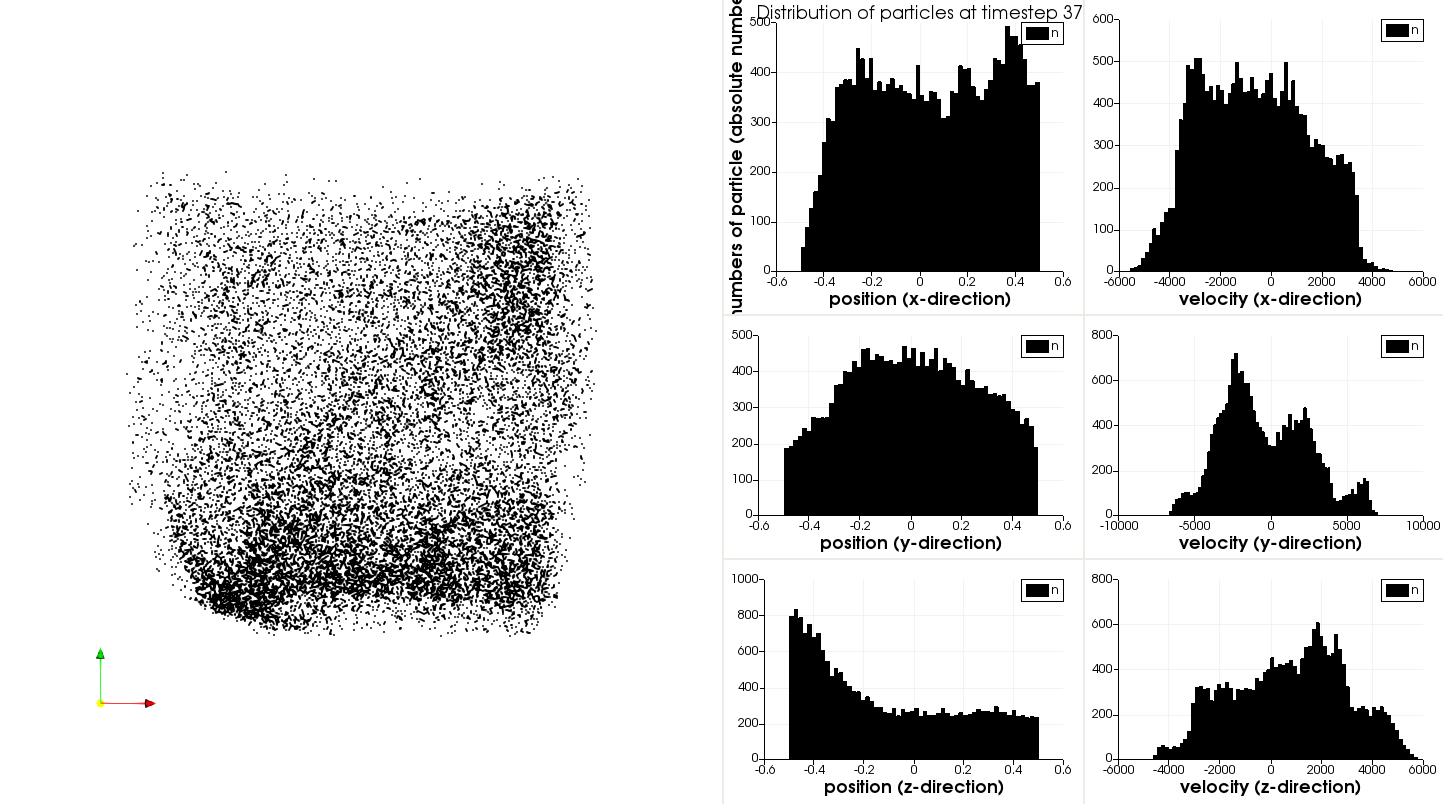 Distribution of particles at timestep 37
numbers of particle (absolute numbe
500
400
300
200
100
0
-0.6 -0.4 -0.2 0 0.2 0.4 0.6
position (x-direction)
n
600
500
400
300
200
100
0
-6000 -4000 -2000 0 2000 4000 6000
velocity (x-direction)
n
500
400
300
200
100
0
-0.6 -0.4 -0.2 0 0.2 0.4 0.6
position (y-direction)
n
800
600
400
200
0
-10000 -5000 0 5000 10000
velocity (y-direction)
n
1000
800
600
400
200
0
-0.6 -0.4 -0.2 0 0.2 0.4 0.6
position (z-direction)
n
800
600
400
200
0
-6000 -4000 -2000 0 2000 4000 6000
velocity (z-direction)
n